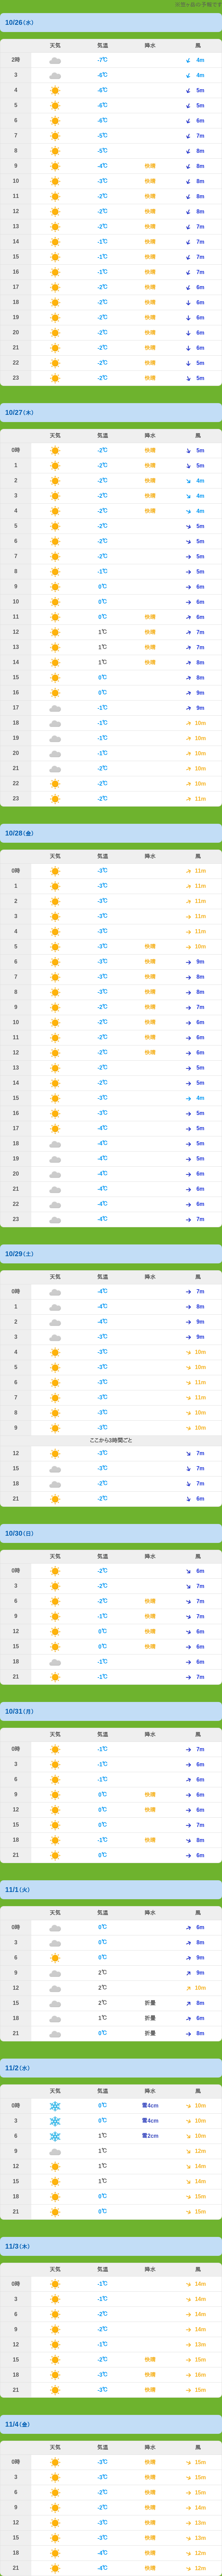 10/26(水)
天気 気温 降水 風
2時 -7℃ 4m
3 -6℃ 4m
4 -6℃ 5m
5 -6℃ 5m
6 -6℃ 6m
7 -5℃ 7m
8 -5℃ 8m
9 -4℃ 快晴 8m
10 -3℃ 快晴 8m
11 -2℃ 快晴 8m
12 -2℃ 快晴 8m
13 -2℃ 快晴 7m
14 -1℃ 快晴 7m
15 -1℃ 快晴 7m
16 -1℃ 快晴 7m
17 -2℃ 快晴 6m
18 -2℃ 快晴 6m
19 -2℃ 快晴 6m
20 -2℃ 快晴 6m
21 -2℃ 快晴 6m
22 -2℃ 快晴 5m
23 -2℃ 快晴 5m
10/27(木)
天気 気温 降水 風
0時 -2℃ 快晴 5m
1 -2℃ 快晴 5m
2 -2℃ 快晴 4m
3 -2℃ 快晴 4m
4 -2℃ 快晴 4m
5 -2℃ 5m
6 -2℃ 5m
7 -2℃ 5m
8 -1℃ 5m
9 0℃ 6m
10 0℃ 6m
11 0℃ 快晴 6m
12 1℃ 快晴 7m
13 1℃ 快晴 7m
14 1℃ 快晴 8m
15 0℃ 8m
16 0℃ 9m
17 -1℃ 9m
18 -1℃ 10m
19 -1℃ 10m
20 -1℃ 10m
21 -2℃ 10m
22 -2℃ 10m
23 -2℃ 11m
10/28(金)
天気 気温 降水 風
0時 -3℃ 11m
1 -3℃ 11m
2 -3℃ 11m
3 -3℃ 11m
4 -3℃ 11m
5 -3℃ 快晴 10m
6 -3℃ 快晴 9m
7 -3℃ 快晴 8m
8 -3℃ 快晴 8m
9 -2℃ 快晴 7m
10 -2℃ 快晴 6m
11 -2℃ 快晴 6m
12 -2℃ 快晴 6m
13 -2℃ 5m
14 -2℃ 5m
15 -3℃ 4m
16 -3℃ 5m
17 -4℃ 5m
18 -4℃ 5m
19 -4℃ 5m
20 -4℃ 6m
21 -4℃ 6m
22 -4℃ 6m
23 -4℃ 7m
10/29(土)
天気 気温 降水 風
0時 -4℃ 7m
1 -4℃ 8m
2 -4℃ 9m
3 -3℃ 9m
4 -3℃ 10m
5 -3℃ 10m
6 -3℃ 11m
7 -3℃ 11m
8 -3℃ 10m
9 -3℃ 10m
ここから3時間ごと
12 -3℃ 7m
15 -3℃ 7m
18 -2℃ 7m
21 -2℃ 6m
10/30(日)
天気 気温 降水 風
0時 -2℃ 6m
3 -2℃ 7m
6 -2℃ 快晴 7m
9 -1℃ 快晴 7m
12 0℃ 快晴 6m
15 0℃ 快晴 6m
18 -1℃ 6m
21 -1℃ 7m
10/31(月)
天気 気温 降水 風
0時 -1℃ 7m
3 -1℃ 6m
6 -1℃ 6m
9 0℃ 快晴 6m
12 0℃ 快晴 6m
15 0℃ 7m
18 -1℃ 快晴 8m
21 0℃ 6m
11/1(火)
天気 気温 降水 風
0時 0℃ 6m
3 0℃ 8m
6 0℃ 9m
9 2℃ 9m
12 2℃ 10m
15 2℃ 折曇 8m
18 1℃ 折曇 6m
21 0℃ 折曇 8m
11/2(水)
天気 気温 降水 風
0時 0℃ 雪4cm 10m
3 0℃ 雪4cm 10m
6 1℃ 雪2cm 10m
9 1℃ 12m
12 1℃ 14m
15 1℃ 14m
18 0℃ 15m
21 0℃ 15m
11/3(木)
天気 気温 降水 風
0時 -1℃ 14m
3 -1℃ 14m
6 -2℃ 14m
9 -2℃ 14m
12 -1℃ 13m
15 -2℃ 快晴 15m
18 -3℃ 快晴 16m
21 -3℃ 快晴 15m
11/4(金)
天気 気温 降水 風
0時 -3℃ 快晴 15m
3 -3℃ 快晴 15m
6 -2℃ 快晴 15m
9 -2℃ 快晴 14m
12 -3℃ 快晴 13m
15 -3℃ 快晴 13m
18 -4℃ 快晴 12m
21 -4℃ 快晴 12m